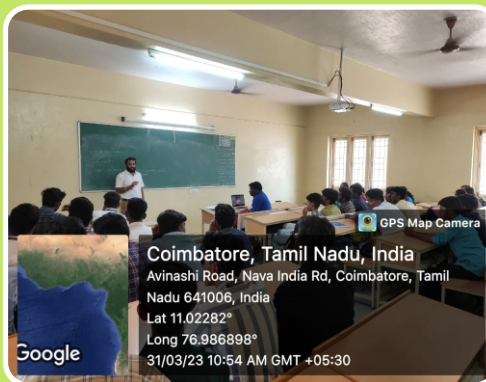 GPS Map Camera
Coimbatore, Tamil Nadu, India
Avinashi Road, Nava India Rd, Coimbatore, Tamil
Nadu 641006, India
Lat 11.02282°
Long 76.986898°
31/03/23 10:54 AM GMT +05:30
Google